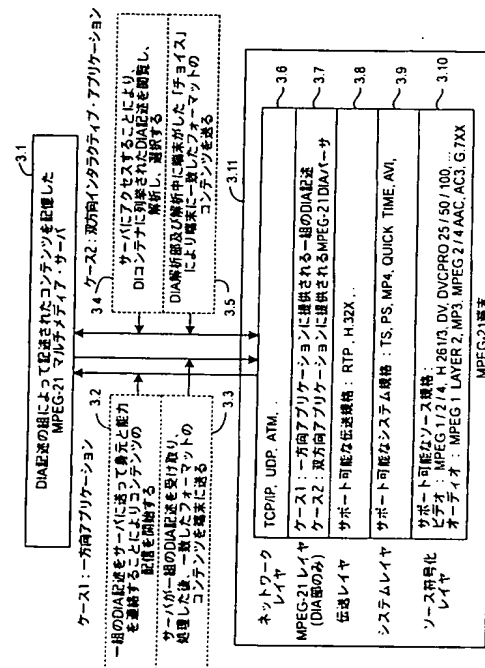 3.1
DIA記述の組によって記述されたコンテンツを記憶した
MPEG-21 マルチメディア・サーバ
ケース1：一方向アプリケーション
3.2
一組のDIA記述をサーバに送って身元と能力
を連絡することによりコンテンツの
配信を開始する
3.3
サーバが一組のDIA記述を受け取り、
処理した後、一致したフォーマットの
コンテンツを端末に送る
ケース2：双方向インタラクティブ・アプリケーション
3.4
サーバにアクセスすることにより
DIコンテナに列挙されたDIA記述を閲覧し、
解析し、選択する
DIA解析部及び解析中に端末がした「チョイス」
により端末に一致したフォーマットの
コンテンツを送る
3.5
3.11
ネットワーク
レイヤ
TCP/IP, UDP, ATM, . .
3.6
MPEG-21 レイヤ
(DIA部のみ)
ケース1：一方向アプリケーションに提供される一組のDIA記述
ケース2：双方向アプリケーションに提供されるMPEG-21 DIAパーサ
3.7
伝送レイヤ
サポート可能な伝送規格：RTP, H.32X, . .
3.8
システムレイヤ
サポート可能なシステム規格：TS, PS, MP4, QUICK TIME, AVI,
3.9
ソース符号化
レイヤ
サポート可能なソース規格：
ビデオ：MPEG 1/2/4, H 261/3, DV, DVCPRO 25/50/100, . .
オーディオ：MPEG 1 LAYER 2, MP3, MPEG 2/4 AAC, AC3, G.7XX
3.10
MPEG-21端末